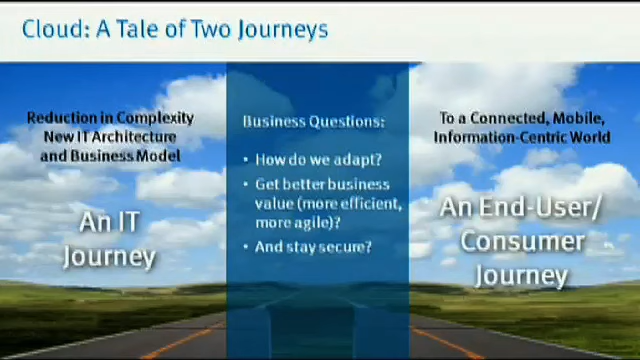 Cloud: A Tale of Two Journeys
Reduction in Complexity
New IT Architecture
and Business Model
An IT
Journey
Business Questions:
• How do we adapt?
• Get better business
value (more efficient,
more agile)?
• And stay secure?
To a Connected, Mobile,
Information-Centric World
An End-User/
Consumer
Journey